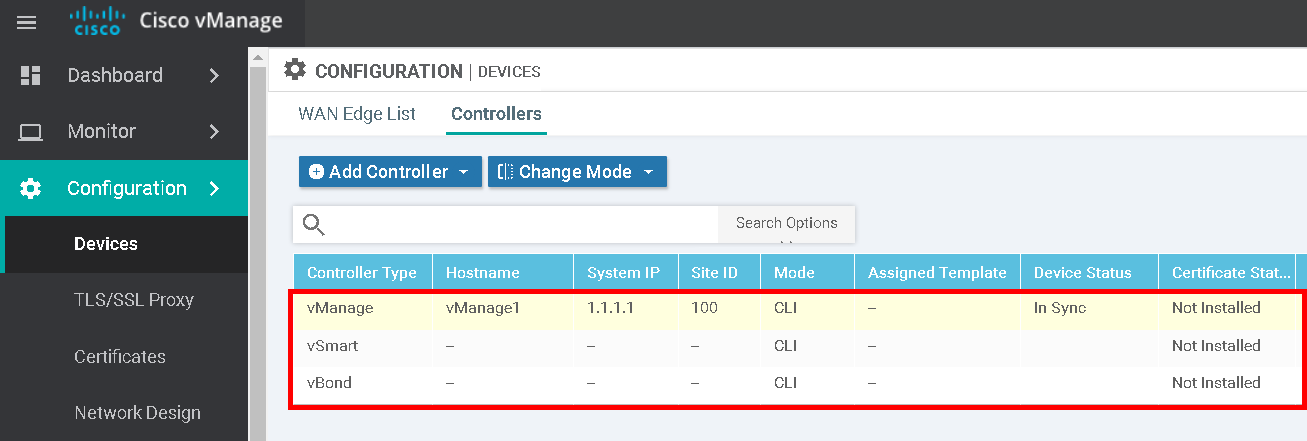 CISCO Cisco vManage
Dashboard
Monitor
Configuration
Devices
TLS/SSL Proxy
Certificates
Network Design
CONFIGURATION | DEVICES
WAN Edge List Controllers
Add Controller Change Mode
Search Options
Controller Type Hostname System IP Site ID Mode Assigned Template Device Status Certificate Stat...
vManage vManage1 1.1.1.1 100 CLI – In Sync Not Installed
vSmart – – – CLI – Not Installed
vBond – – – CLI – Not Installed